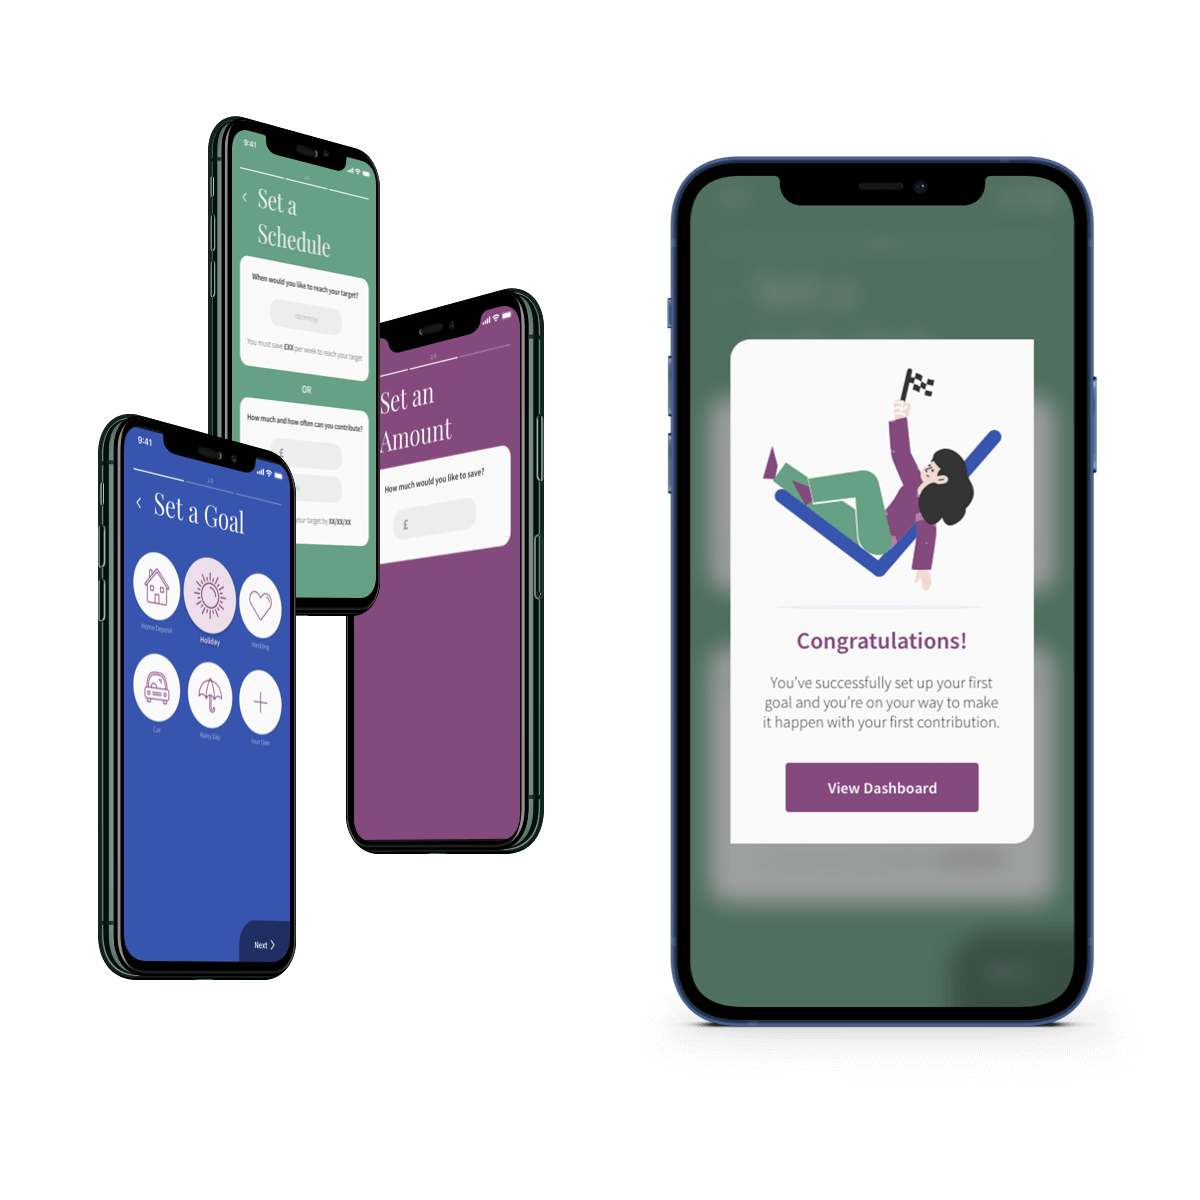 9:41
Set a
Schedule
When would you like to reach your target?
dd/mm/yy
You must save £XX per week to reach your target
OR
How much and how often can you contribute?
£
your target by XX/XX/XX
2/3
Set an
Amount
How much would you like to save?
£
9:41
1/3
Set a Goal
Home Deposit
Holiday
Wedding
Car
Rainy Day
Your Own
Next
Congratulations!
You've successfully set up your first
goal and you're on your way to make
it happen with your first contribution.
View Dashboard